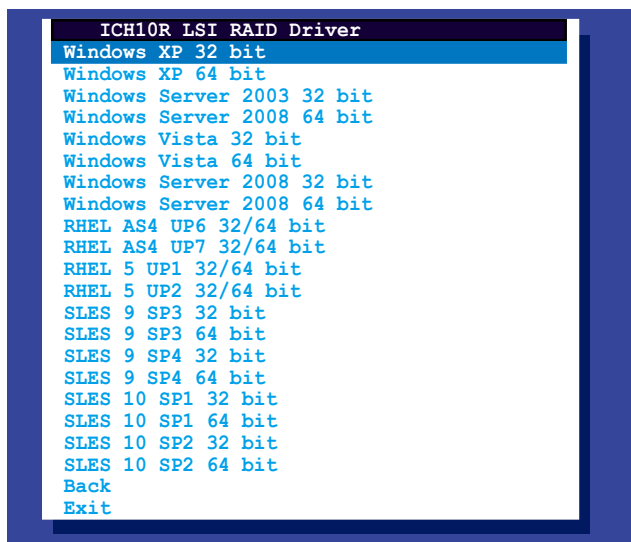 ICH10R LSI RAID Driver
Windows XP 32 bit
Windows XP 64 bit
Windows Server 2003 32 bit
Windows Server 2008 64 bit
Windows Vista 32 bit
Windows Vista 64 bit
Windows Server 2008 32 bit
Windows Server 2008 64 bit
RHEL AS4 UP6 32/64 bit
RHEL AS4 UP7 32/64 bit
RHEL 5 UP1 32/64 bit
RHEL 5 UP2 32/64 bit
SLES 9 SP3 32 bit
SLES 9 SP3 64 bit
SLES 9 SP4 32 bit
SLES 9 SP4 64 bit
SLES 10 SP1 32 bit
SLES 10 SP1 64 bit
SLES 10 SP2 32 bit
SLES 10 SP2 64 bit
Back
Exit